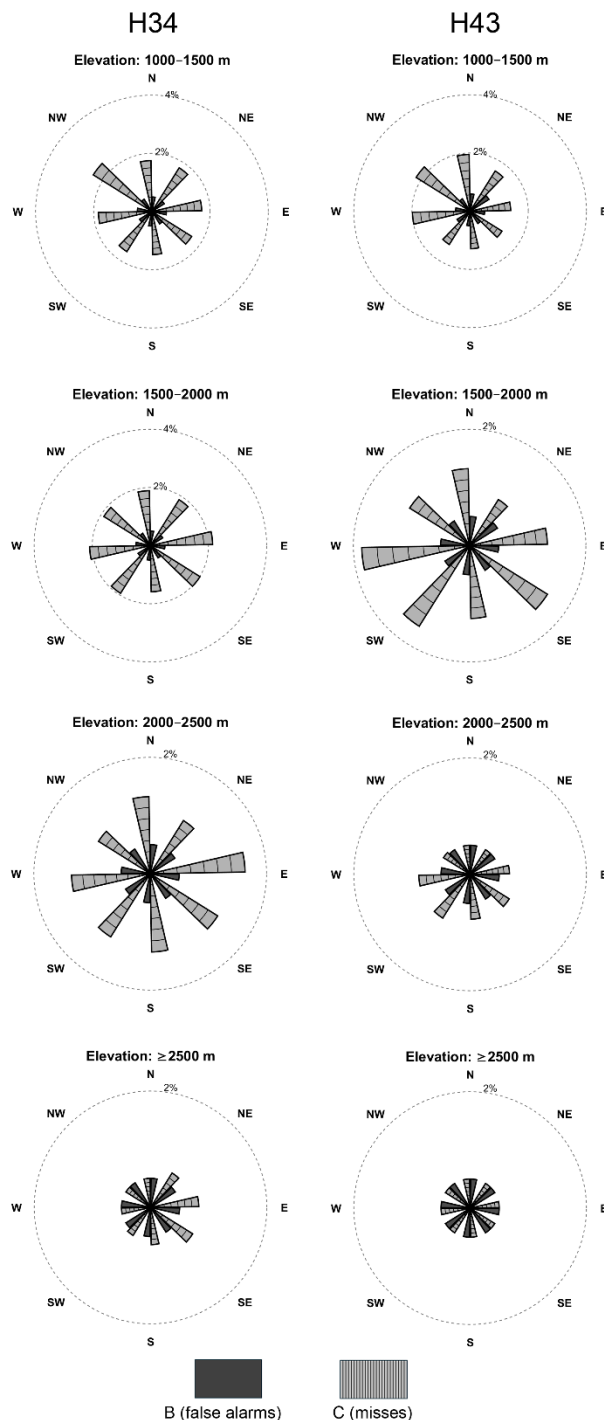 H34
H43
Elevation: 1000–1500 m
N
4%
NW
NE
2%
W
E
SW
SE
S
Elevation: 1000–1500 m
N
4%
NW
NE
2%
W
E
SW
SE
S
Elevation: 1500–2000 m
N
4%
NW
NE
2%
W
E
SW
SE
S
Elevation: 1500–2000 m
N
2%
NW
NE
W
E
SW
SE
S
Elevation: 2000–2500 m
N
2%
NW
NE
W
E
SW
SE
S
Elevation: 2000–2500 m
N
2%
NW
NE
W
E
SW
SE
S
Elevation: ≥2500 m
N
2%
NW
NE
W
E
SW
SE
S
Elevation: ≥2500 m
N
2%
NW
NE
W
E
SW
SE
S
B (false alarms)
C (misses)